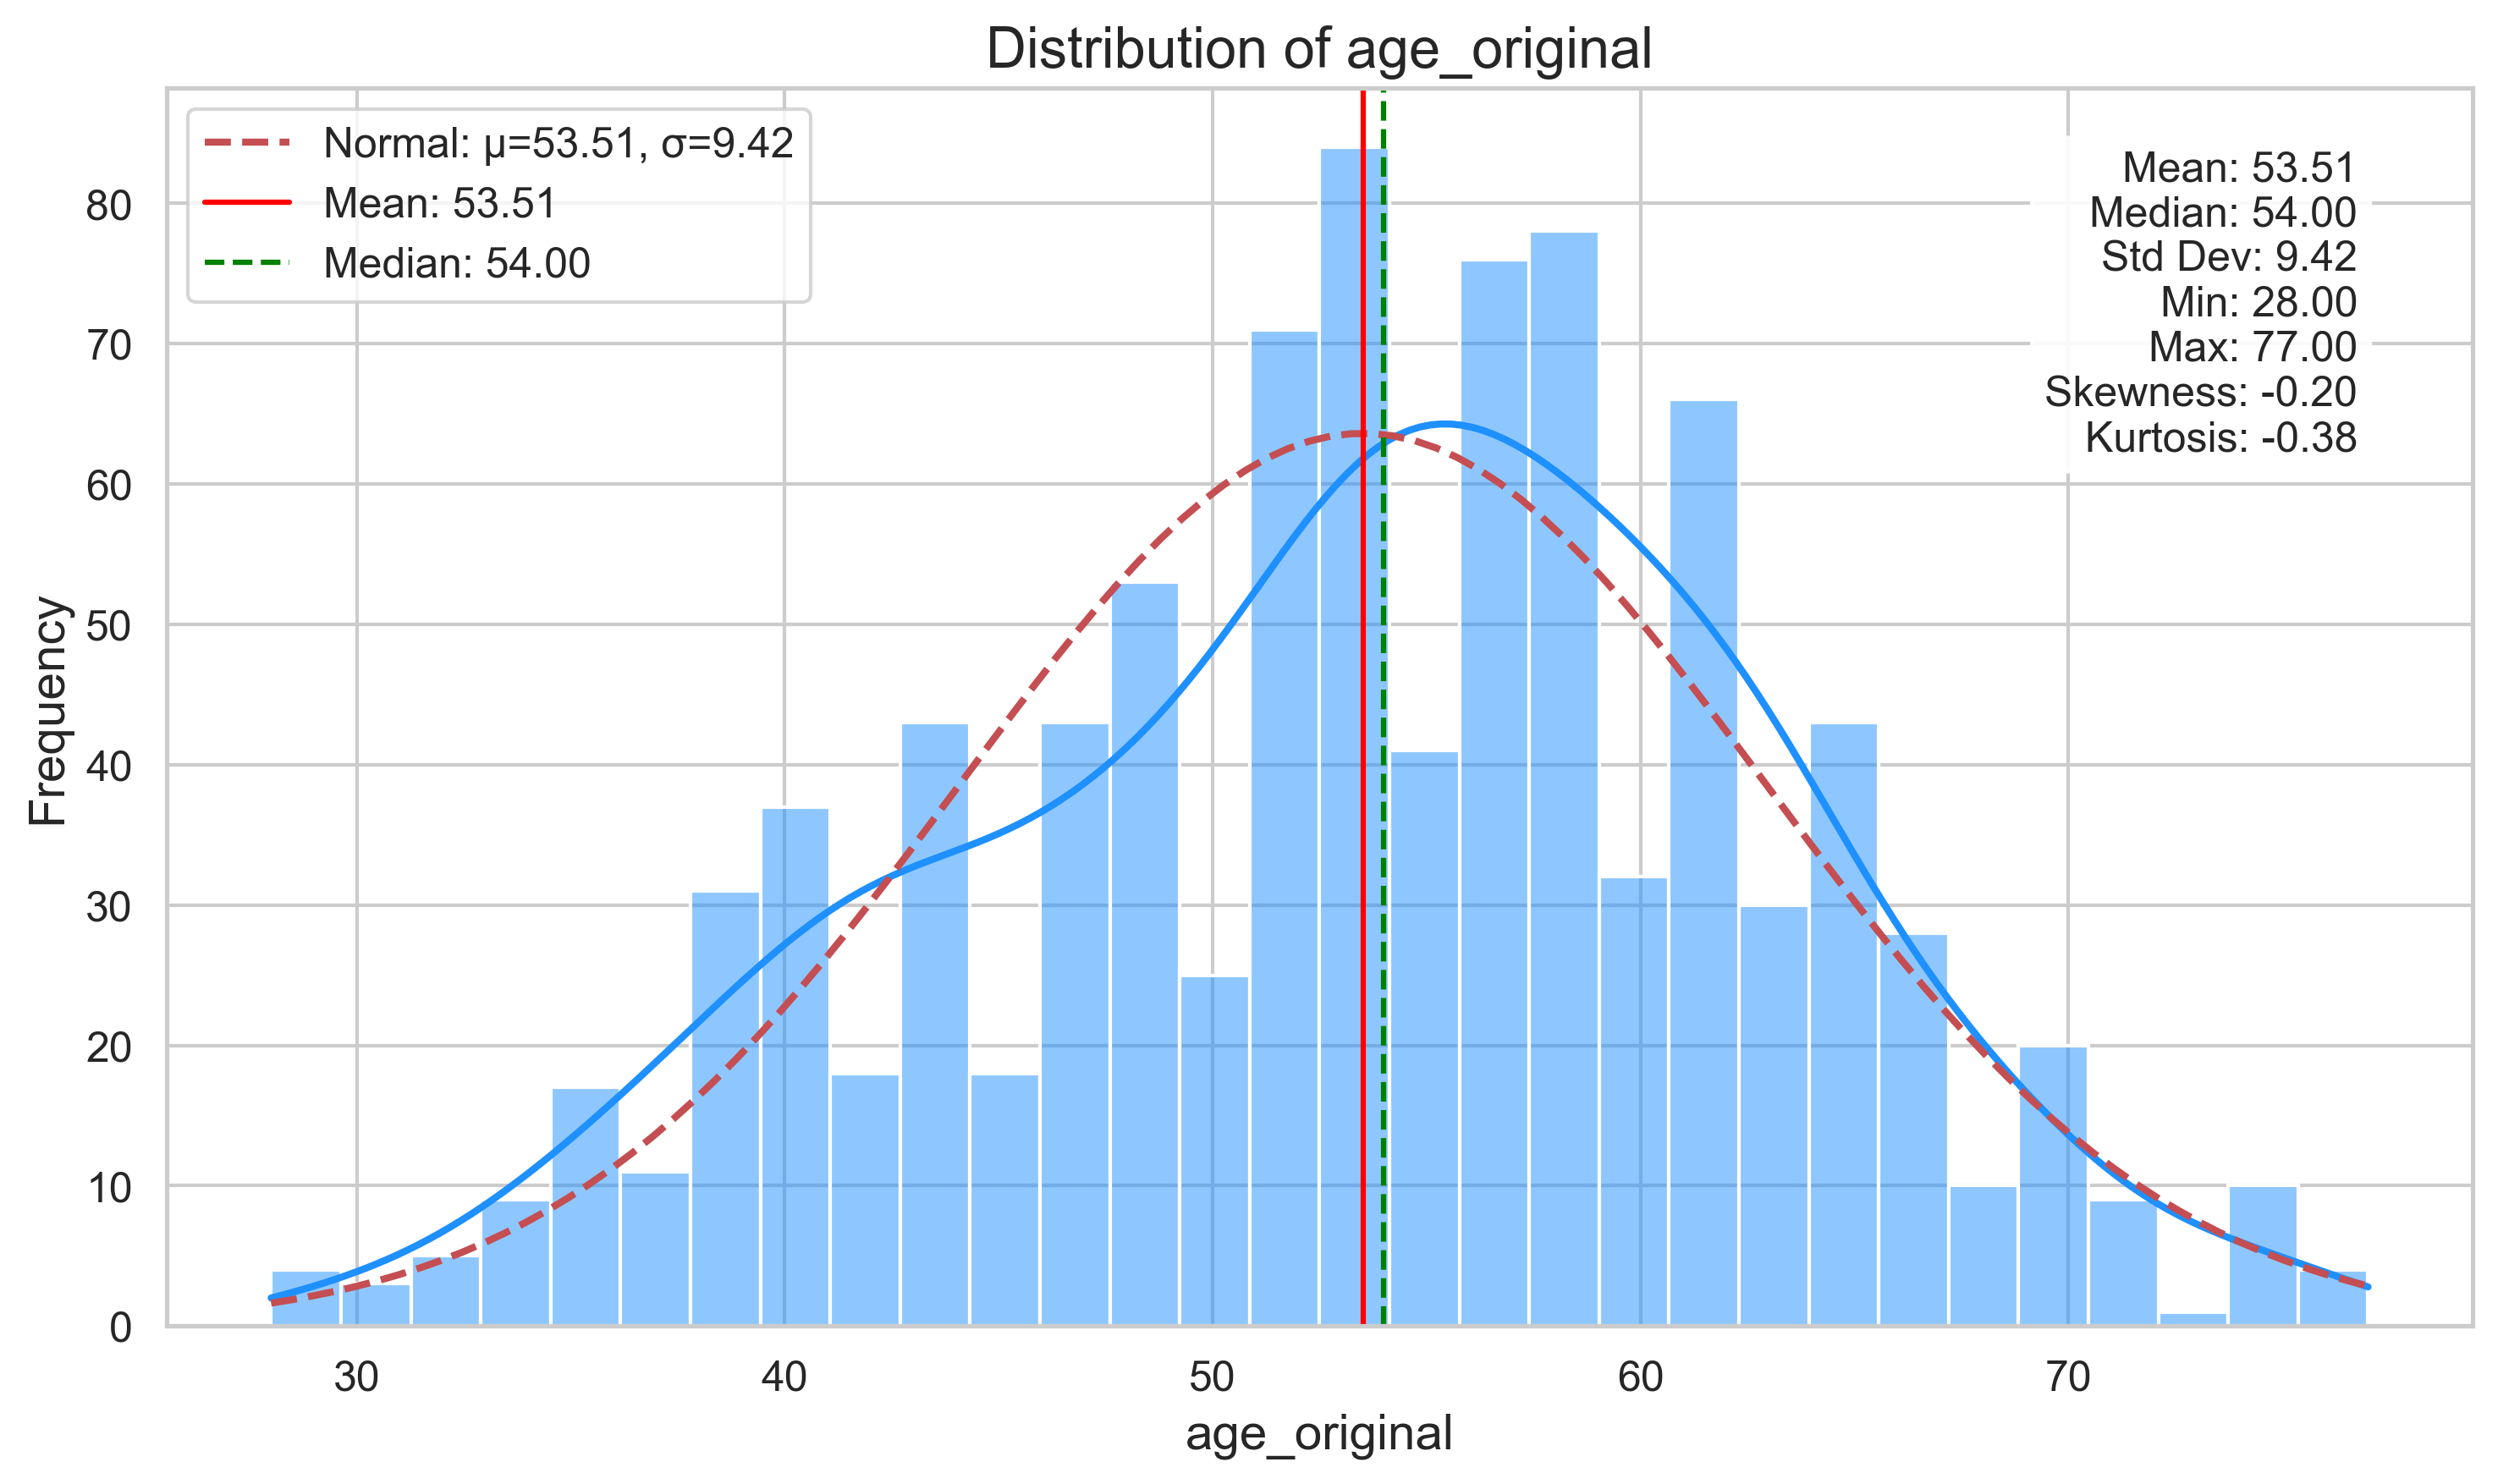 Distribution of age_original
Normal: μ=53.51, σ=9.42
Mean: 53.51
Median: 54.00
Mean: 53.51
Median: 54.00
Std Dev: 9.42
Min: 28.00
Max: 77.00
Skewness: -0.20
Kurtosis: -0.38
Frequency
80
70
60
50
40
30
20
10
0
30 40 50 60 70
age_original